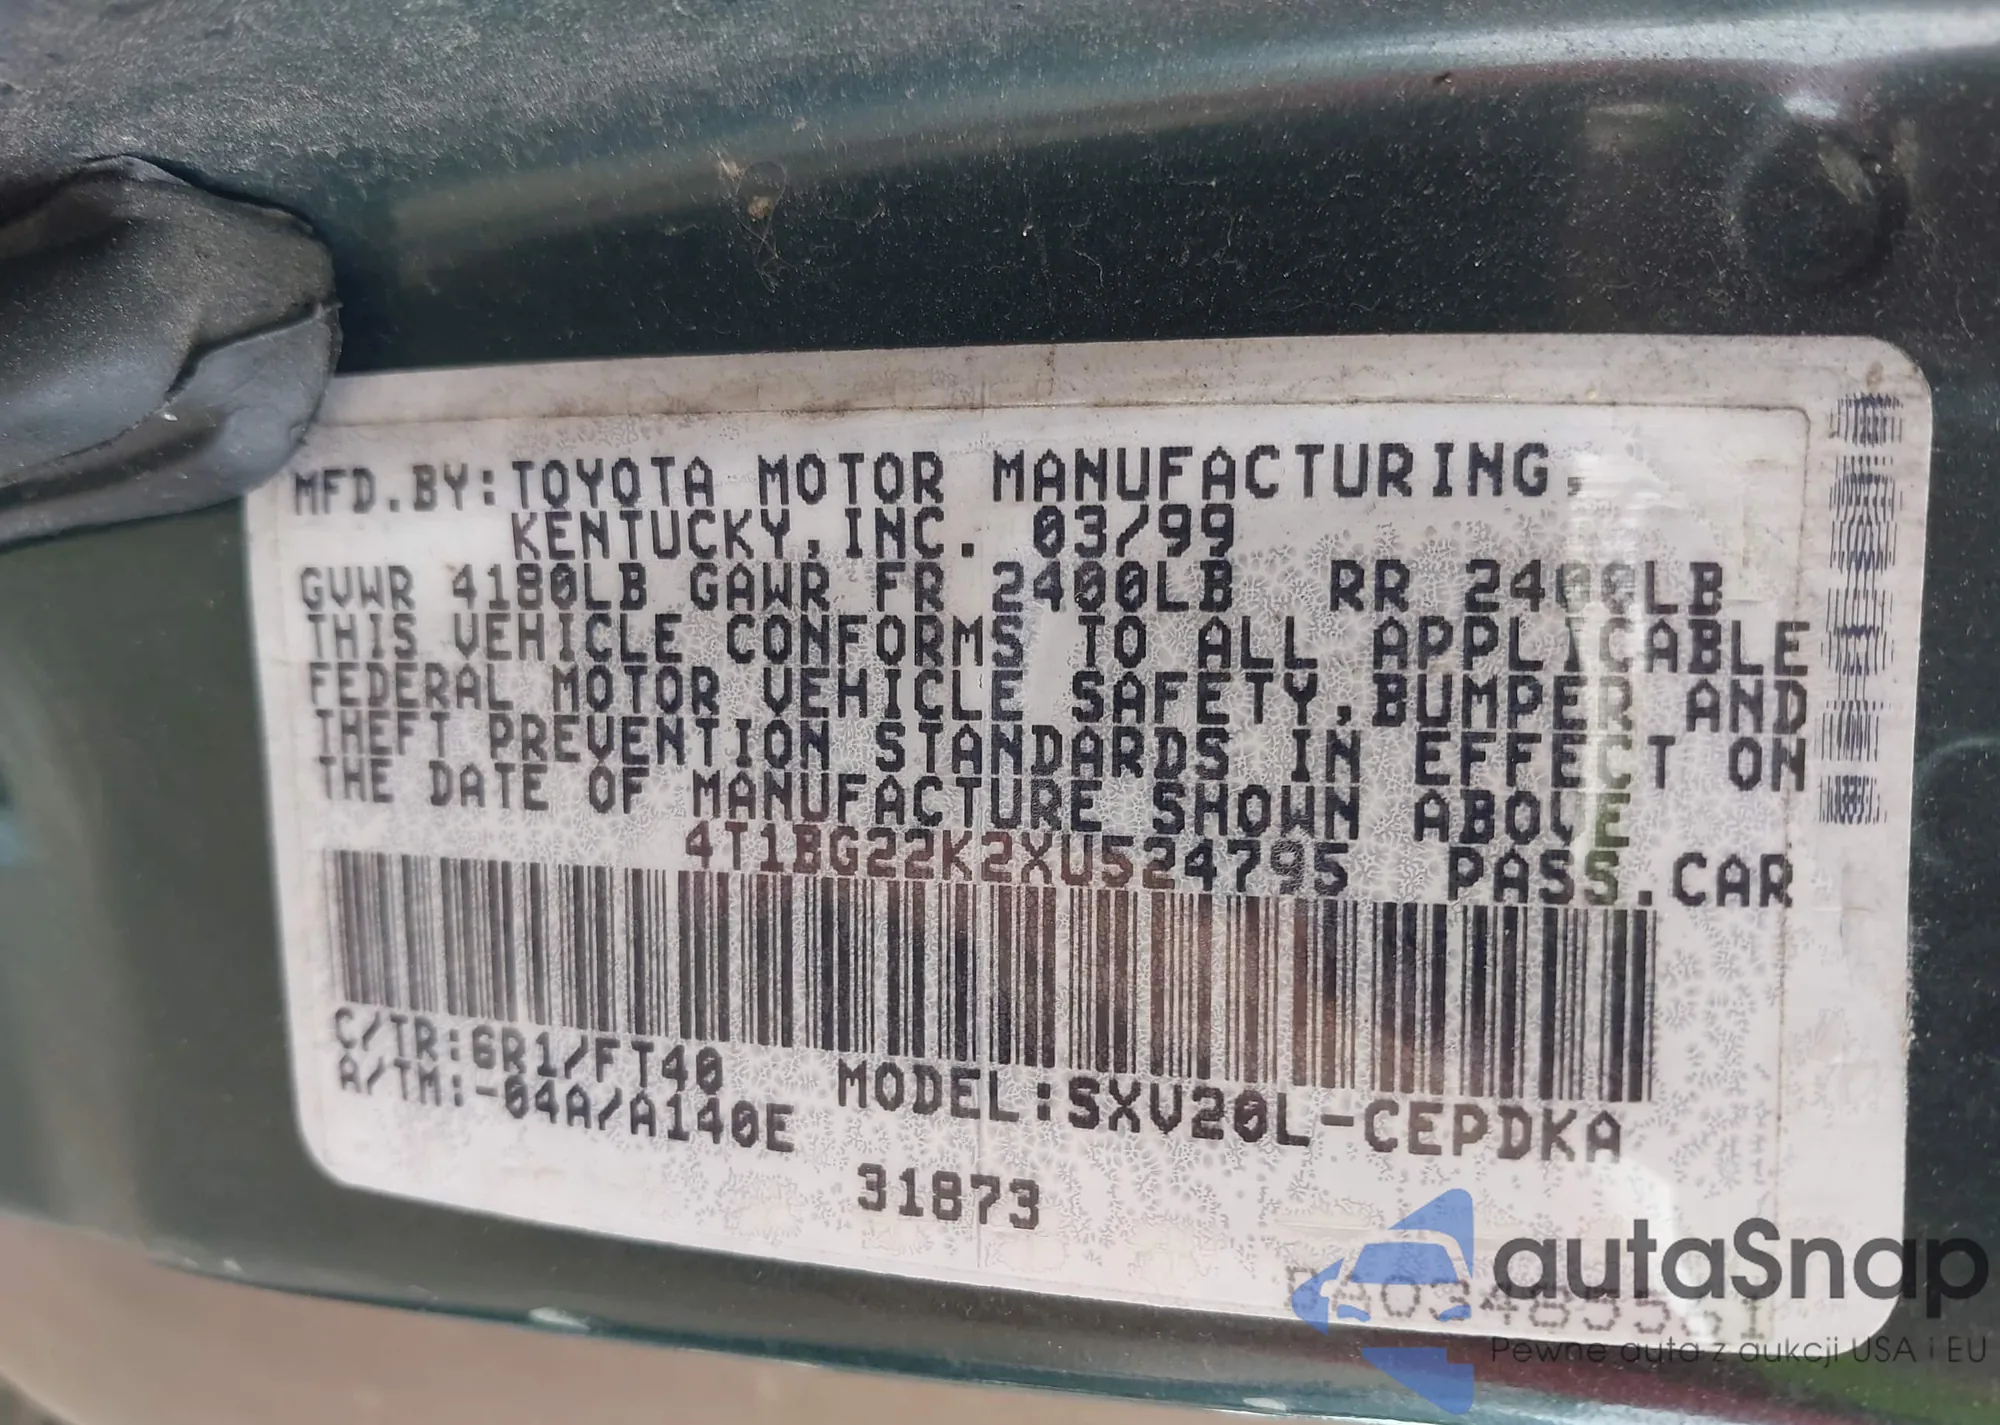 MFD.BY:TOYOTA MOTOR MANUFACTURING,
KENTUCKY,INC. 03/99
GVWR 4180LB GAWR FR 2400LB RR 2400LB
THIS VEHICLE CONFORMS TO ALL APPLICABLE
FEDERAL MOTOR VEHICLE SAFETY,BUMPER AND
THEFT PREVENTION STANDARDS IN EFFECT ON
THE DATE OF MANUFACTURE SHOWN ABOVE
4T1BG22K2XU524795 PASS.CAR
C/TR:6R1/FT40
A/TM:-04A/A140E
MODEL:SXV20L-CEPDKA
31873
autaSnap
Pewne auta z aukcji USA i EU